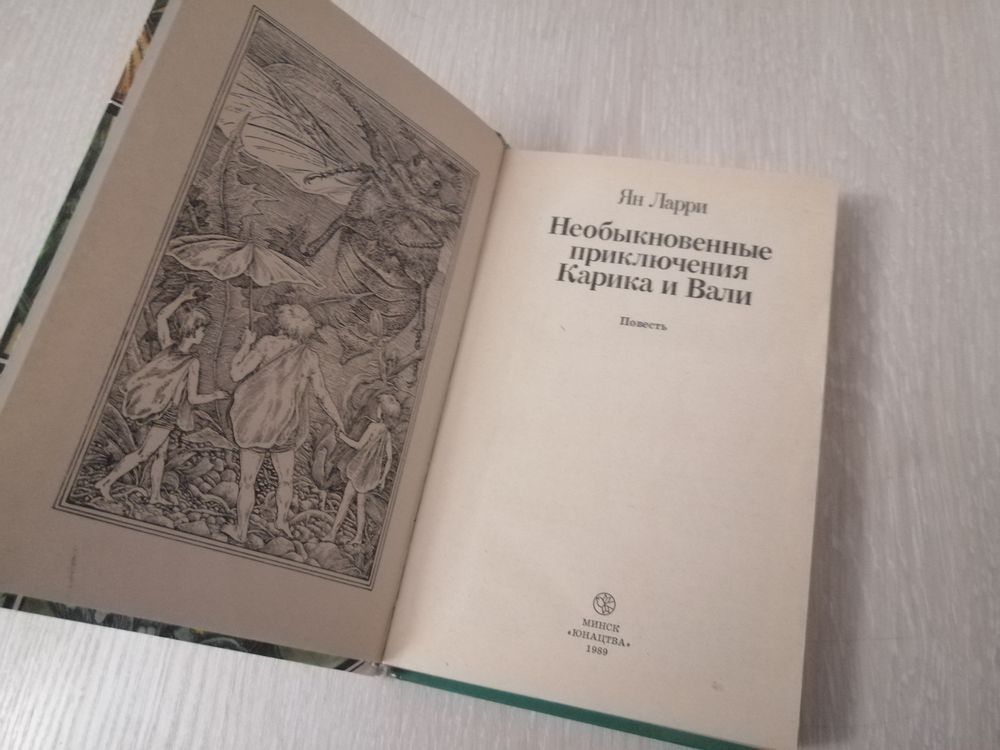 Ян Ларри
Необыкновенные
приключения
Карика и Вали
Повесть
МИНСК
«ЮНАЦТВА»
1989